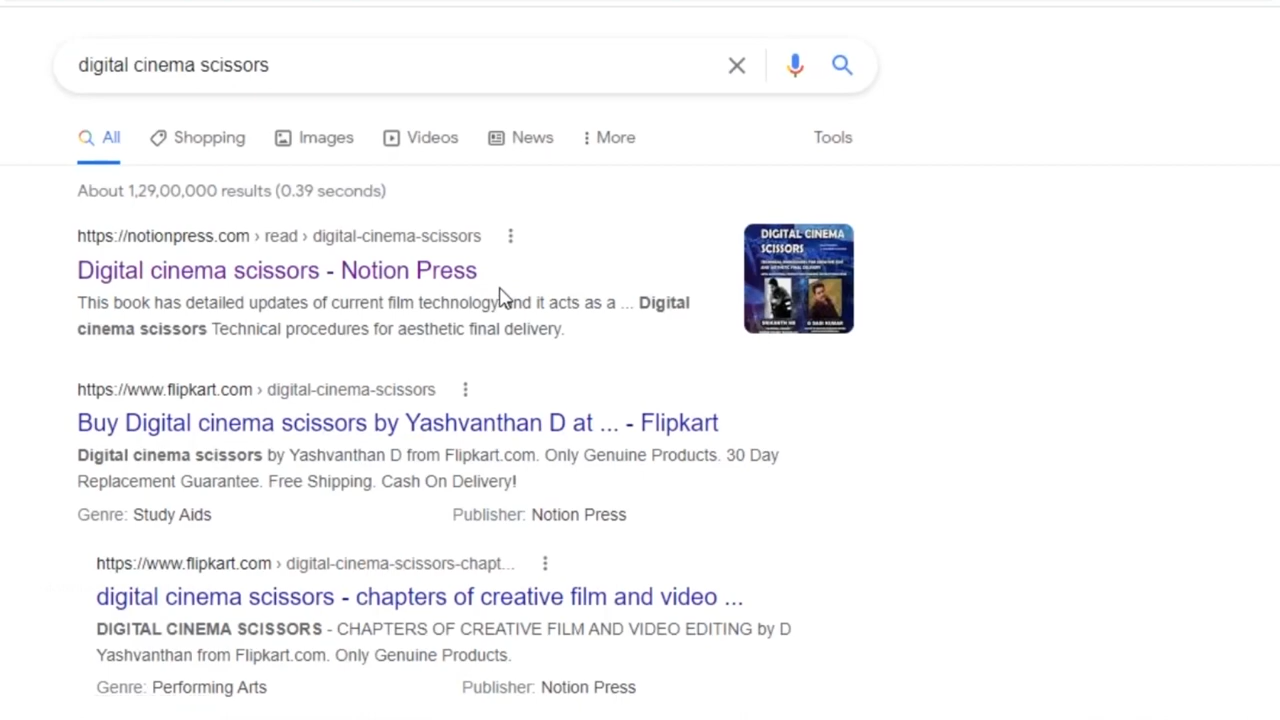 digital cinema scissors
All Shopping Images Videos News More Tools
About 1,29,00,000 results (0.39 seconds)
https://notionpress.com › read › digital-cinema-scissors
Digital cinema scissors - Notion Press
This book has detailed updates of current film technology and it acts as a ... Digital
cinema scissors Technical procedures for aesthetic final delivery.
DIGITAL CINEMA
SCISSORS
https://www.flipkart.com › digital-cinema-scissors
Buy Digital cinema scissors by Yashvanthan D at ... - Flipkart
Digital cinema scissors by Yashvanthan D from Flipkart.com. Only Genuine Products. 30 Day
Replacement Guarantee. Free Shipping. Cash On Delivery!
Genre: Study Aids Publisher: Notion Press
https://www.flipkart.com › digital-cinema-scissors-chapt...
digital cinema scissors - chapters of creative film and video ...
DIGITAL CINEMA SCISSORS - CHAPTERS OF CREATIVE FILM AND VIDEO EDITING by D
Yashvanthan from Flipkart.com. Only Genuine Products.
Genre: Performing Arts Publisher: Notion Press